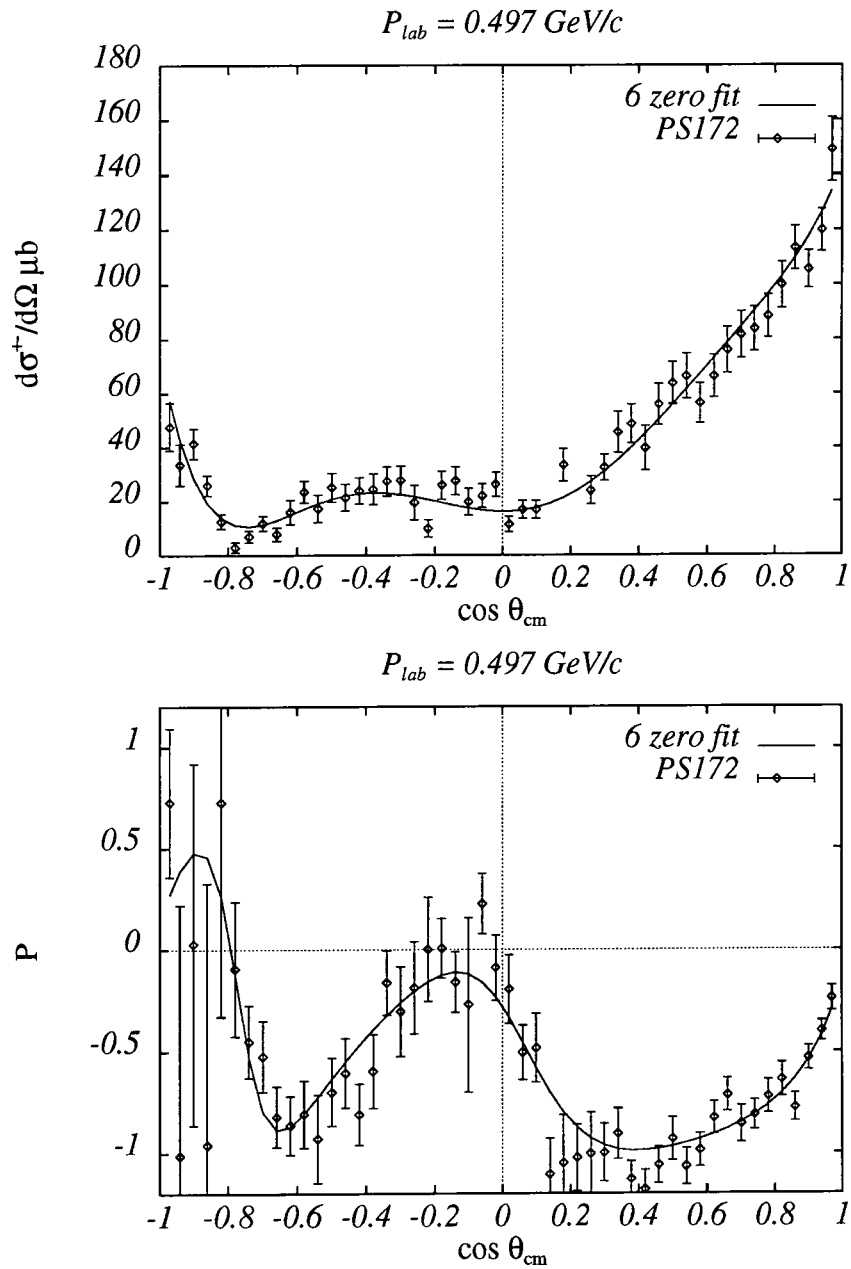 P_lab = 0.497 GeV/c
180
160
140
120
100
80
60
40
20
0
dσ⁺/dΩ μb
6 zero fit
PS172
-1 -0.8 -0.6 -0.4 -0.2 0 0.2 0.4 0.6 0.8 1
cos θ_cm
P_lab = 0.497 GeV/c
1
0.5
0
-0.5
-1
P
6 zero fit
PS172
-1 -0.8 -0.6 -0.4 -0.2 0 0.2 0.4 0.6 0.8 1
cos θ_cm